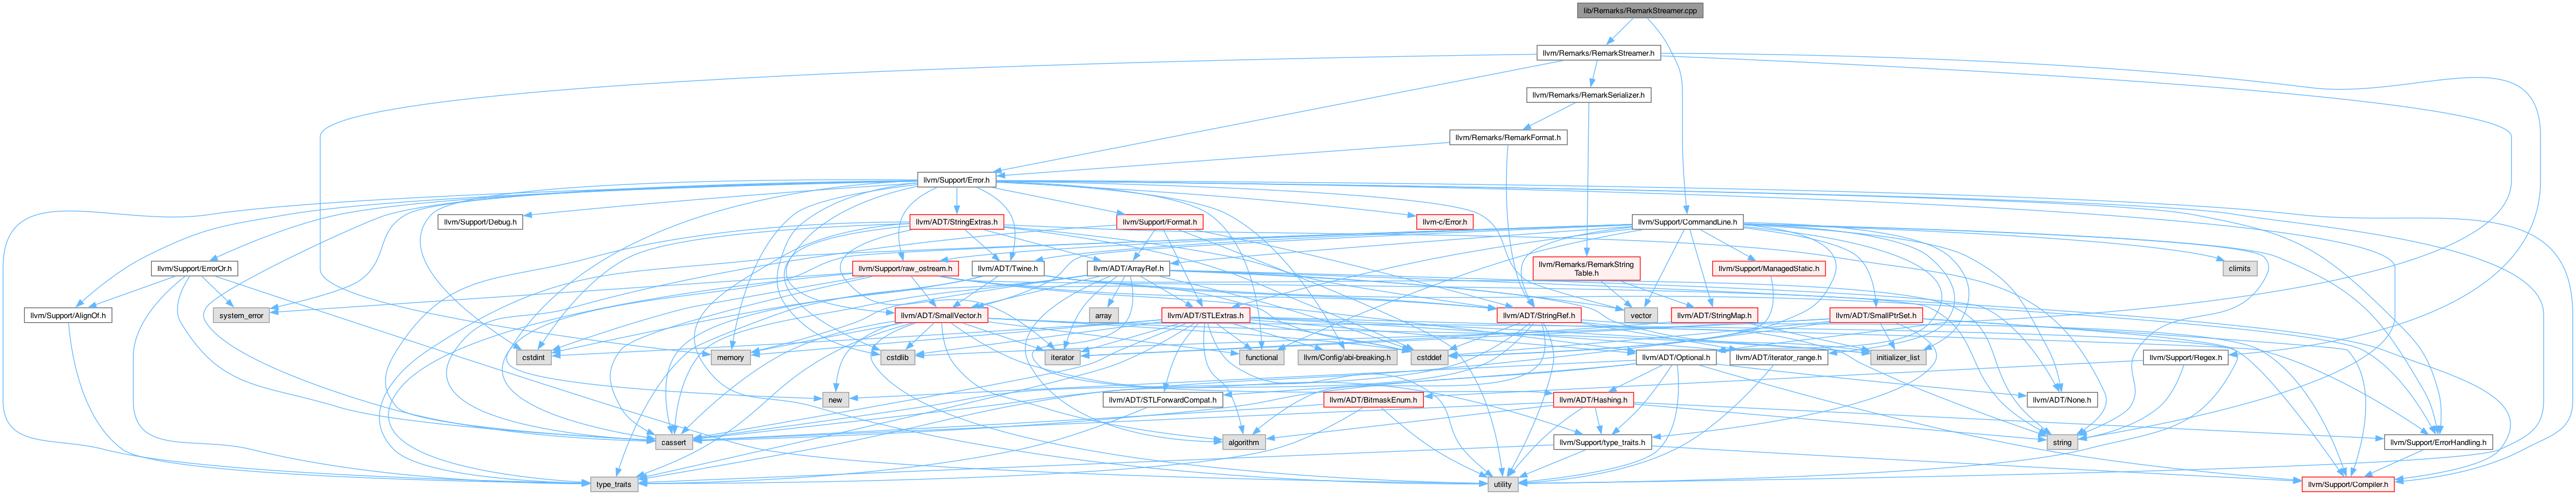 lib/Remarks/RemarkStreamer.cpp
llvm/Remarks/RemarkStreamer.h
llvm/Remarks/RemarkSerializer.h
llvm/Remarks/RemarkFormat.h
llvm/Support/Error.h
llvm/Support/Debug.h
llvm/ADT/StringExtras.h
llvm/Support/Format.h
llvm-c/Error.h
llvm/Support/CommandLine.h
llvm/Support/ErrorOr.h
llvm/Support/raw_ostream.h
llvm/ADT/Twine.h
llvm/ADT/ArrayRef.h
llvm/Remarks/RemarkString
Table.h
llvm/Support/ManagedStatic.h
climits
llvm/Support/AlignOf.h
system_error
llvm/ADT/SmallVector.h
array
llvm/ADT/STLExtras.h
llvm/ADT/StringRef.h
vector
llvm/ADT/StringMap.h
llvm/ADT/SmallPtrSet.h
cstdint
memory
cstdlib
iterator
functional
llvm/Config/abi-breaking.h
cstddef
llvm/ADT/Optional.h
llvm/ADT/iterator_range.h
initializer_list
llvm/Support/Regex.h
new
llvm/ADT/STLForwardCompat.h
llvm/ADT/BitmaskEnum.h
llvm/ADT/Hashing.h
llvm/ADT/None.h
cassert
algorithm
llvm/Support/type_traits.h
string
llvm/Support/ErrorHandling.h
type_traits
utility
llvm/Support/Compiler.h